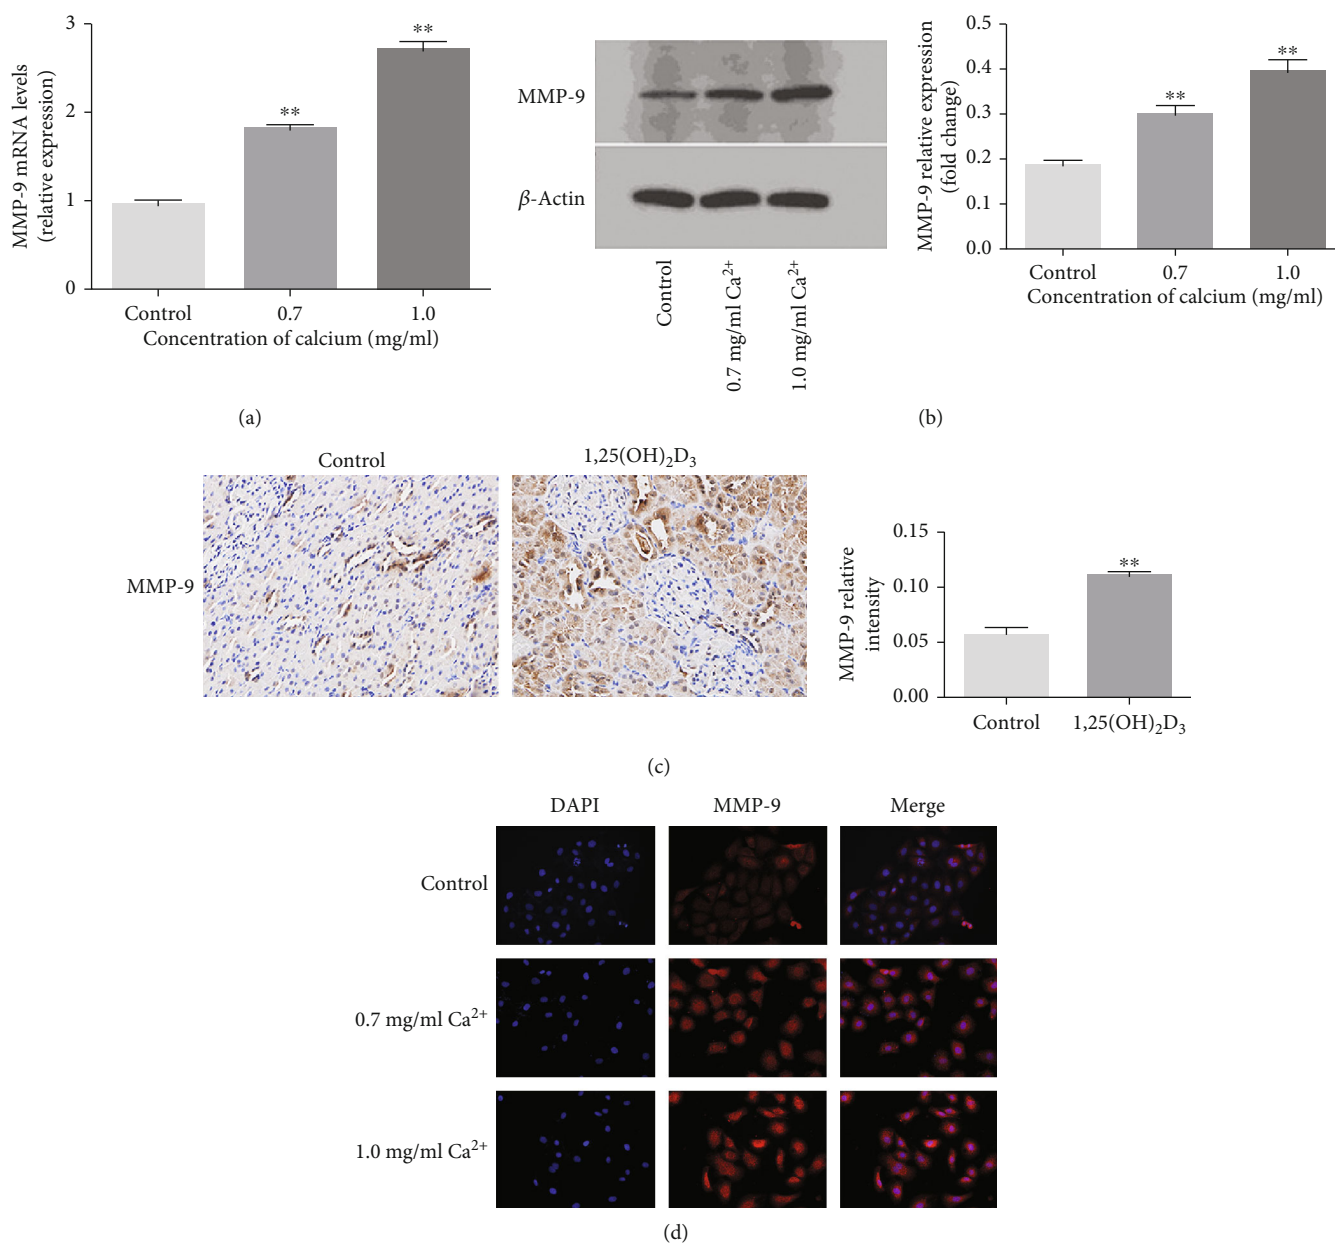 3
2
1
0
MMP-9 mRNA levels
(relative expression)
**
**
Control
0.7
1.0
Concentration of calcium (mg/ml)
(a)
MMP-9
β-Actin
Control
0.7 mg/ml Ca²⁺
1.0 mg/ml Ca²⁺
0.5
0.4
0.3
0.2
0.1
0.0
MMP-9 relative expression
(fold change)
**
**
Control
0.7
1.0
Concentration of calcium (mg/ml)
(b)
Control
1,25(OH)₂D₃
MMP-9
0.15
0.10
0.05
0.00
MMP-9 relative
intensity
**
Control
1,25(OH)₂D₃
(c)
DAPI
MMP-9
Merge
Control
0.7 mg/ml Ca²⁺
1.0 mg/ml Ca²⁺
(d)